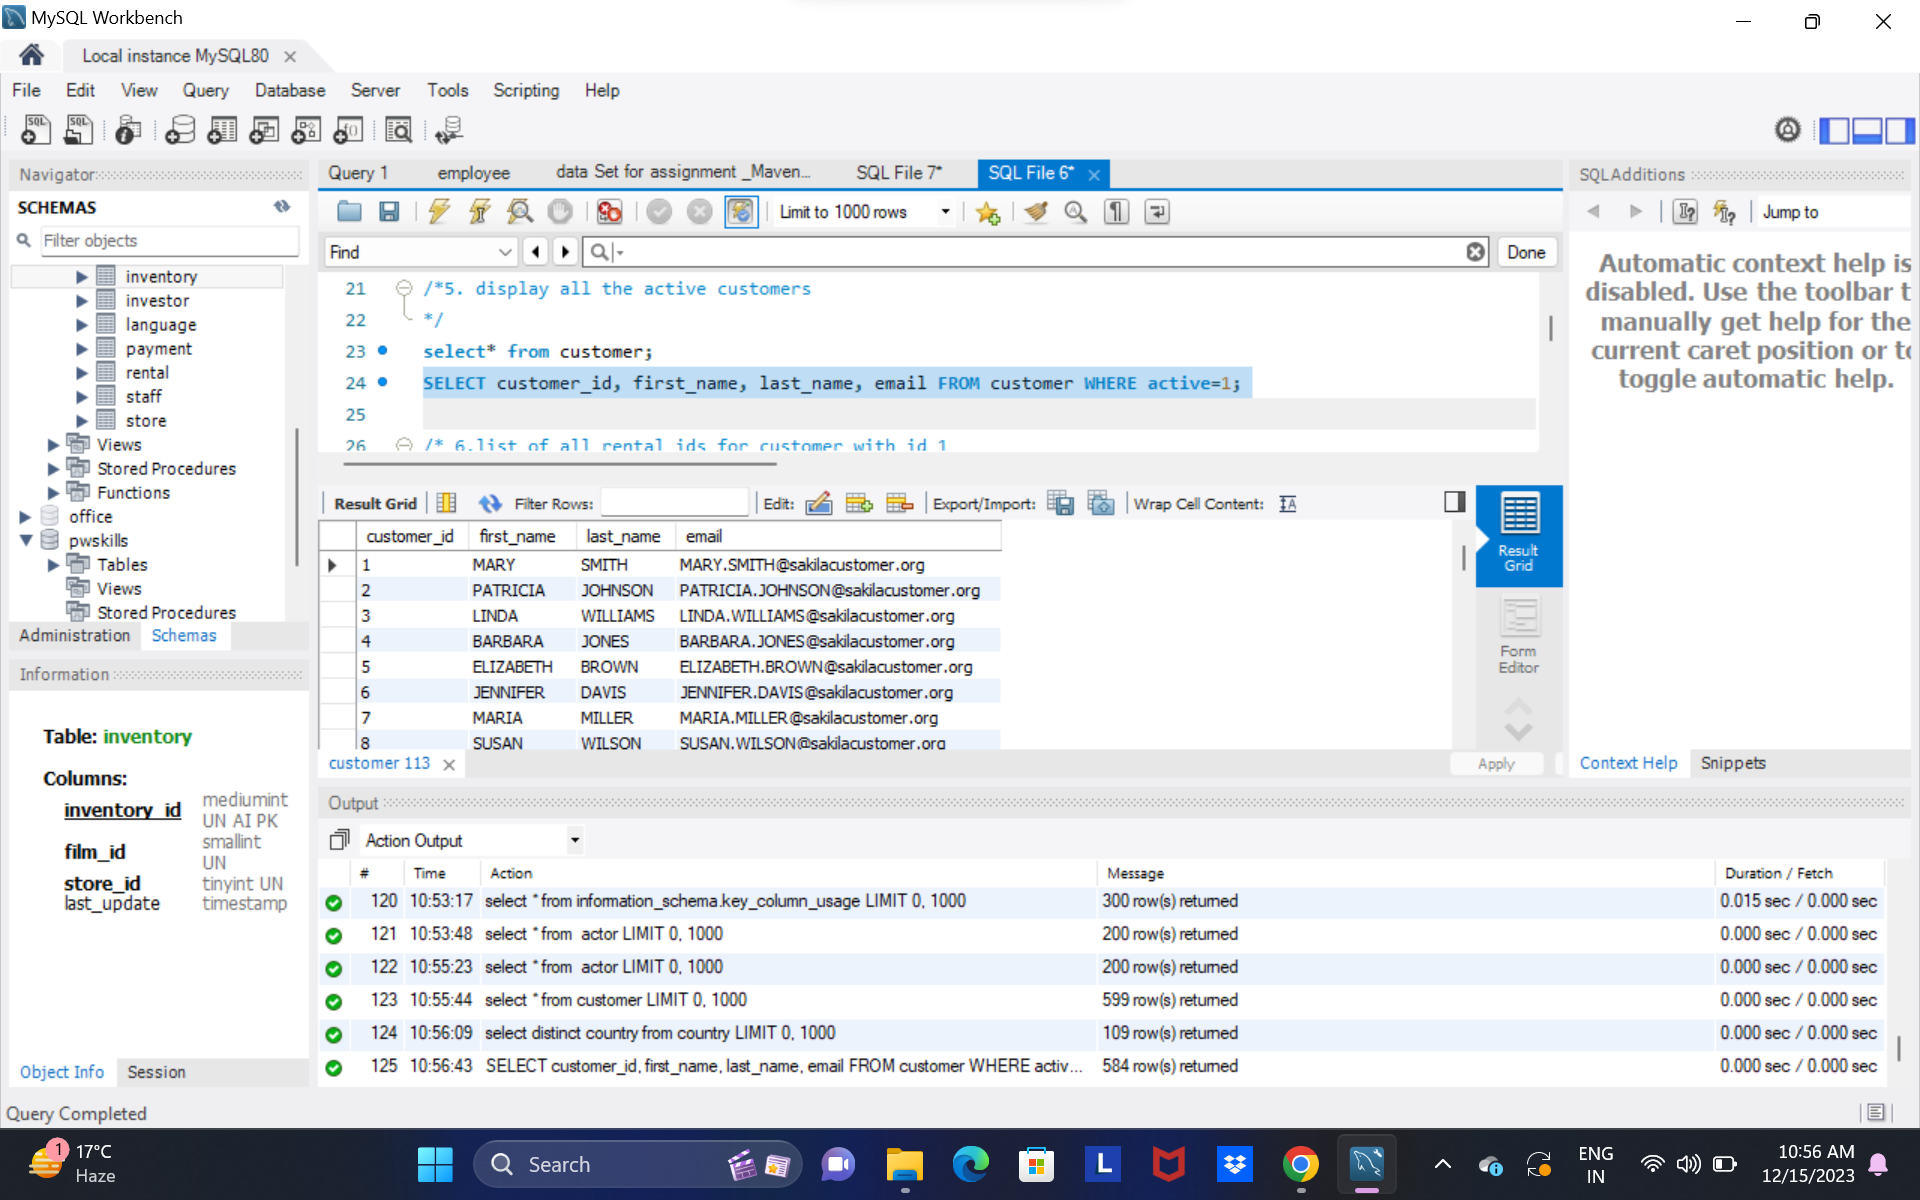 MySQL Workbench
Local instance MySQL80
File Edit View Query Database Server Tools Scripting Help
Navigator
SCHEMAS
Filter objects
inventory
investor
language
payment
rental
staff
store
Views
Stored Procedures
Functions
office
pwskills
Tables
Views
Stored Procedures
Administration Schemas
Information
Table: inventory
Columns:
inventory_id mediumint UN AI PK
film_id smallint UN
store_id tinyint UN
last_update timestamp
Object Info Session
Query Completed
Query 1 employee data Set for assignment _Maven... SQL File 7* SQL File 6*
Limit to 1000 rows
Find Done
21 /*5. display all the active customers
22 */
23 select* from customer;
24 SELECT customer_id, first_name, last_name, email FROM customer WHERE active=1;
25
26 /* 6.list of all rental ids for customer with id 1
Result Grid Filter Rows: Edit: Export/Import: Wrap Cell Content:
customer_id first_name last_name email
1 MARY SMITH MARY.SMITH@sakilacustomer.org
2 PATRICIA JOHNSON PATRICIA.JOHNSON@sakilacustomer.org
3 LINDA WILLIAMS LINDA.WILLIAMS@sakilacustomer.org
4 BARBARA JONES BARBARA.JONES@sakilacustomer.org
5 ELIZABETH BROWN ELIZABETH.BROWN@sakilacustomer.org
6 JENNIFER DAVIS JENNIFER.DAVIS@sakilacustomer.org
7 MARIA MILLER MARIA.MILLER@sakilacustomer.org
8 SUSAN WILSON SUSAN.WILSON@sakilacustomer.org
Result Grid
Form Editor
customer 113 Apply
SQLAdditions
Jump to
Automatic context help is
disabled. Use the toolbar t
manually get help for the
current caret position or to
toggle automatic help.
Context Help Snippets
Output
Action Output
# Time Action Message Duration / Fetch
120 10:53:17 select * from information_schema.key_column_usage LIMIT 0, 1000 300 row(s) returned 0.015 sec / 0.000 sec
121 10:53:48 select * from actor LIMIT 0, 1000 200 row(s) returned 0.000 sec / 0.000 sec
122 10:55:23 select * from actor LIMIT 0, 1000 200 row(s) returned 0.000 sec / 0.000 sec
123 10:55:44 select * from customer LIMIT 0, 1000 599 row(s) returned 0.000 sec / 0.000 sec
124 10:56:09 select distinct country from country LIMIT 0, 1000 109 row(s) returned 0.000 sec / 0.000 sec
125 10:56:43 SELECT customer_id, first_name, last_name, email FROM customer WHERE activ... 584 row(s) returned 0.000 sec / 0.000 sec
1 17°C
Haze
Search
L
ENG
IN
10:56 AM
12/15/2023